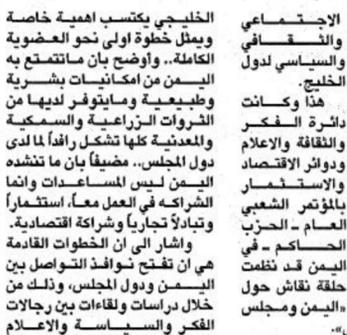 الاجتماعي
والثقافي
والسياسي لدول
الخليج.
هذا وكانت
دائرة الفكر
والثقافة والاعلام
ودوائر الاقتصاد
والاستثمار
بالمؤتمر الشعبي
العام - الحزب
الحاكم - في
اليمن قد نظمت
حلقة نقاش حول
«اليمن ومجلس
الخليجي يكتسب اهمية خاصة
ويمثل خطوة اولى نحو العضوية
الكاملة.. وأوضح بان ماتتمتع به
اليمن من امكانيات بشرية
وطبيعية ومايتوفر لديها من
الثروات الزراعية والسمكية
والمعدنية كلها تشكل رافداً لما لدى
دول المجلس.. مضيفاً بان ما تنشده
اليمن ليس المساعدات وانما
الشراكه في العمل معاً، استثماراً
وتبادلاً تجارياً وشراكة اقتصادية.
واشار الى ان الخطوات القادمة
هي ان تفتح نوافذ التواصل بين
اليمن ودول المجلس، وذلك من
خلال دراسات ولقاءات بين رجالات
الفكر والسياسة والاعلام